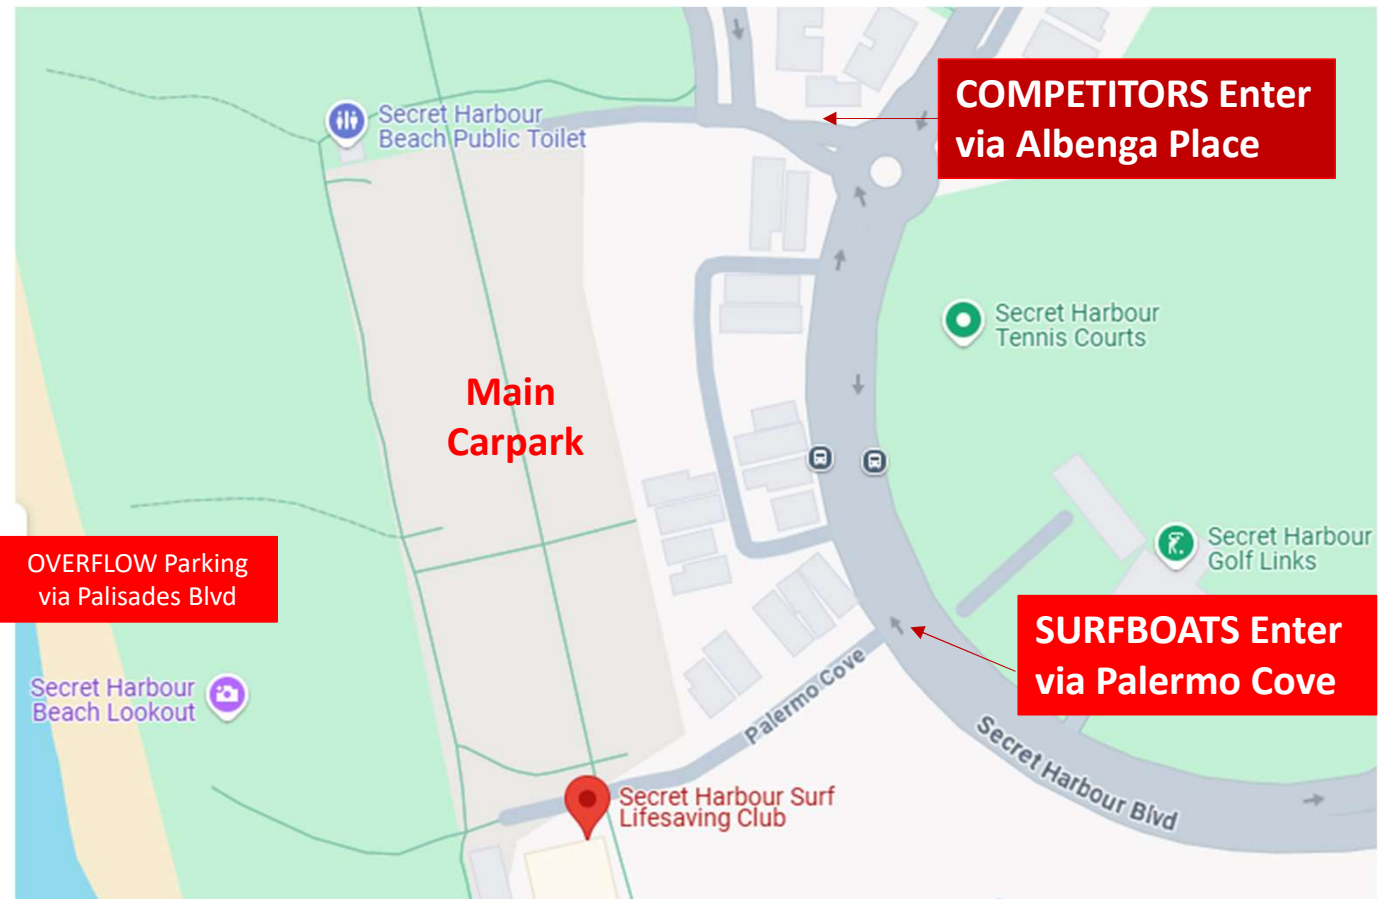 COMPETITORS Enter
via Albenga Place
Secret Harbour
Beach Public Toilet
Secret Harbour
Tennis Courts
Main
Carpark
OVERFLOW Parking
via Palisades Blvd
Secret Harbour
Golf Links
SURFBOATS Enter
via Palermo Cove
Secret Harbour
Beach Lookout
Palermo Cove
Secret Harbour Blvd
Secret Harbour Surf
Lifesaving Club